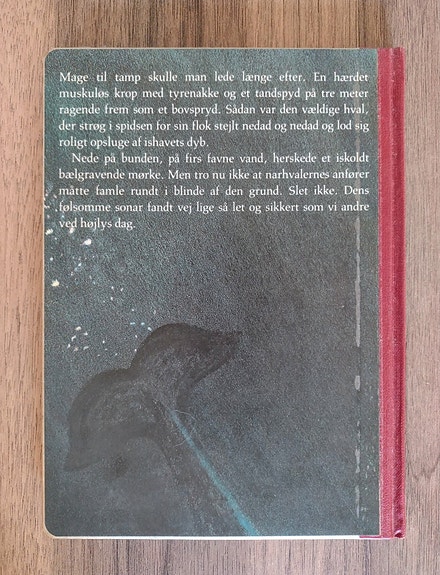 Mage til tamp skulle man lede længe efter. En hærdet
muskuløs krop med tyrenakke og et tandspyd på tre meter
ragende frem som et bovspryd. Sådan var den vældige hval,
der strøg i spidsen for sin flok stejlt nedad og nedad og lod sig
roligt opsluge af ishavets dyb.
Nede på bunden, på firs favne vand, herskede et iskoldt
bælgravende mørke. Men tro nu ikke at narhvalernes anfører
måtte famle rundt i blinde af den grund. Slet ikke. Dens
følsomme sonar fandt vej lige så let og sikkert som vi andre
ved højlys dag.